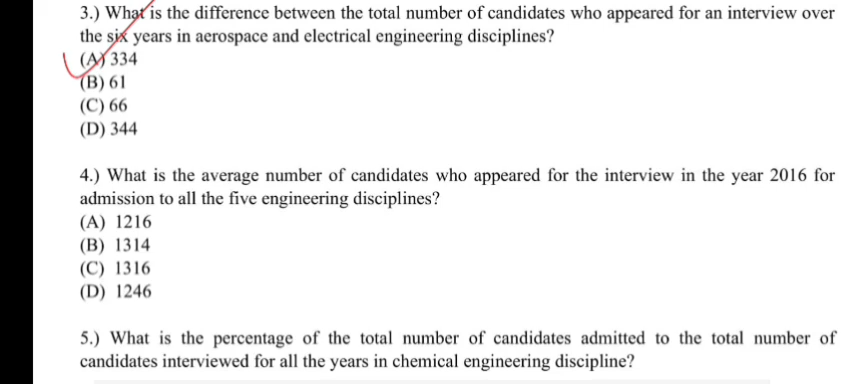 3.) What is the difference between the total number of candidates who appeared for an interview over
the six years in aerospace and electrical engineering disciplines?
(A) 334
(B) 61
(C) 66
(D) 344
4.) What is the average number of candidates who appeared for the interview in the year 2016 for
admission to all the five engineering disciplines?
(A) 1216
(B) 1314
(C) 1316
(D) 1246
5.) What is the percentage of the total number of candidates admitted to the total number of
candidates interviewed for all the years in chemical engineering discipline?